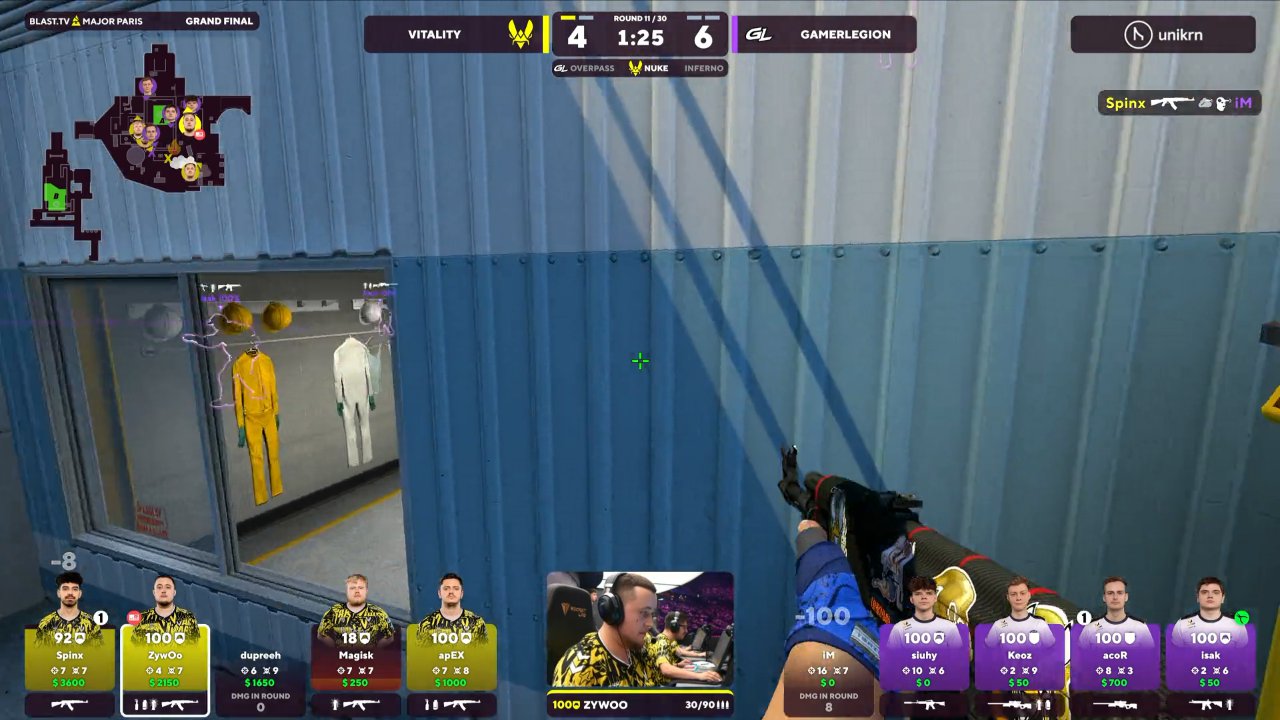 BLAST.TV MAJOR PARIS
GRAND FINAL
VITALITY
4
ROUND 11 / 30
1:25
6
GL
GAMERLEGION
unikrn
GL OVERPASS
NUKE
INFERNO
Spinx
iM
-8
92
Spinx
7 7
$3600
1
100
ZywOo
4 7
$2150
dupreeh
6 9
$1650
DMG IN ROUND
0
18
Magisk
7 7
$250
100
apEX
7 8
$1000
100 ZYWOO
30/90
-100
iM
16 7
$0
DMG IN ROUND
8
100
siuhy
10 6
$0
100
Keoz
2 9
$50
1
100
acoR
8 3
$700
100
isak
2 6
$50